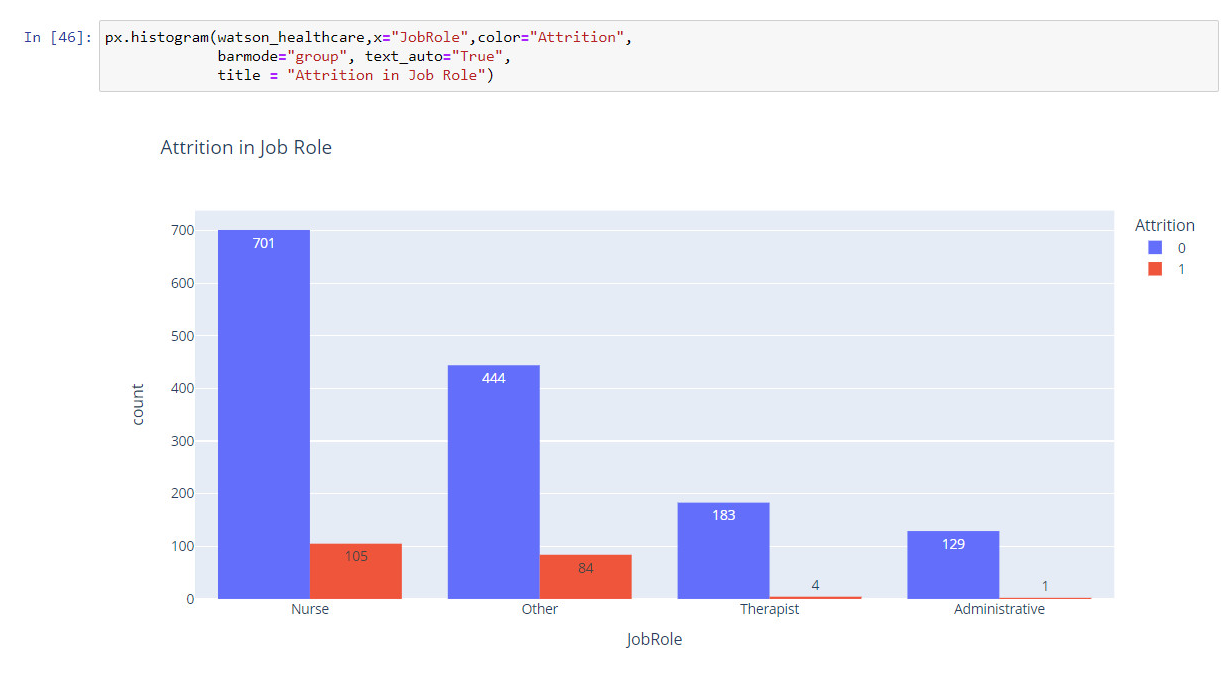 In [46]: px.histogram(watson_healthcare,x="JobRole",color="Attrition",
barmode="group", text_auto="True",
title = "Attrition in Job Role")
Attrition in Job Role
Attrition
0
1
700
600
500
400
300
200
100
0
count
701
105
444
84
183
4
129
1
Nurse
Other
Therapist
Administrative
JobRole